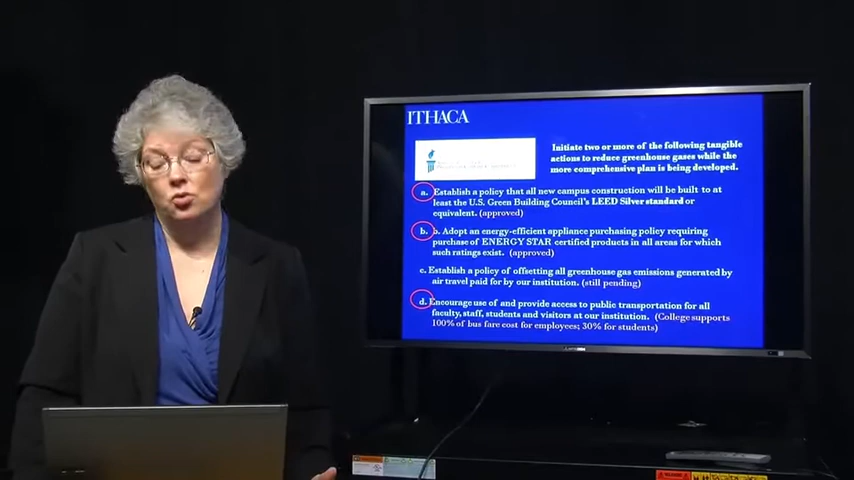 ITHACA
Initiate two or more of the following tangible
actions to reduce greenhouse gases while the
more comprehensive plan is being developed.
a. Establish a policy that all new campus construction will be built to at
least the U.S. Green Building Council's LEED Silver standard or
equivalent. (approved)
b. b. Adopt an energy-efficient appliance purchasing policy requiring
purchase of ENERGY STAR certified products in all areas for which
such ratings exist. (approved)
c. Establish a policy of offsetting all greenhouse gas emissions generated by
air travel paid for by our institution. (still pending)
d. Encourage use of and provide access to public transportation for all
faculty, staff, students and visitors at our institution. (College supports
100% of bus fare cost for employees; 30% for students)